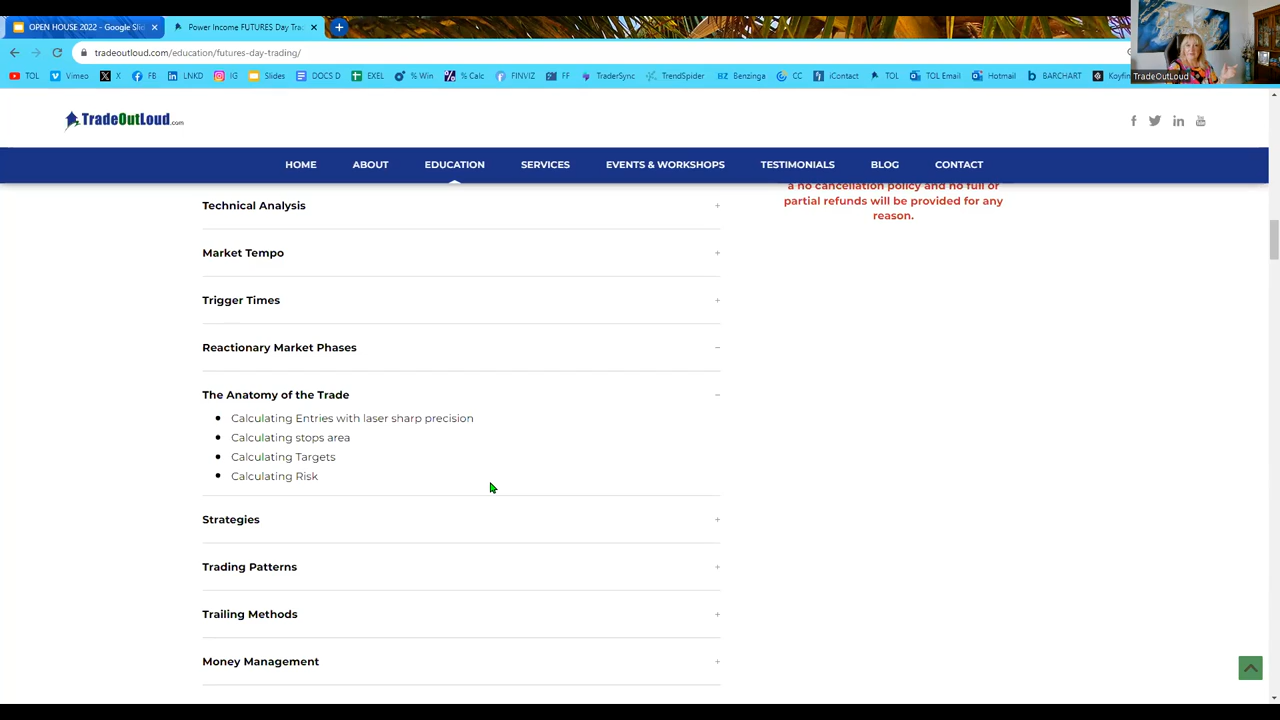 OPEN HOUSE 2022 - Google Slid
Power Income FUTURES Day Tra
tradeoutloud.com/education/futures-day-trading/
TOL Vimeo X FB LNKD IG Slides DOCS D EXEL % Win % Calc FINVIZ FF TraderSync TrendSpider Benzinga CC iContact TOL TOL Email Hotmail BARCHART Koyfin
TradeOutLoud
TradeOutLoud.com
HOME ABOUT EDUCATION SERVICES EVENTS & WORKSHOPS TESTIMONIALS BLOG CONTACT
a no cancellation policy and no full or
partial refunds will be provided for any
reason.
Technical Analysis
Market Tempo
Trigger Times
Reactionary Market Phases
The Anatomy of the Trade
Calculating Entries with laser sharp precision
Calculating stops area
Calculating Targets
Calculating Risk
Strategies
Trading Patterns
Trailing Methods
Money Management